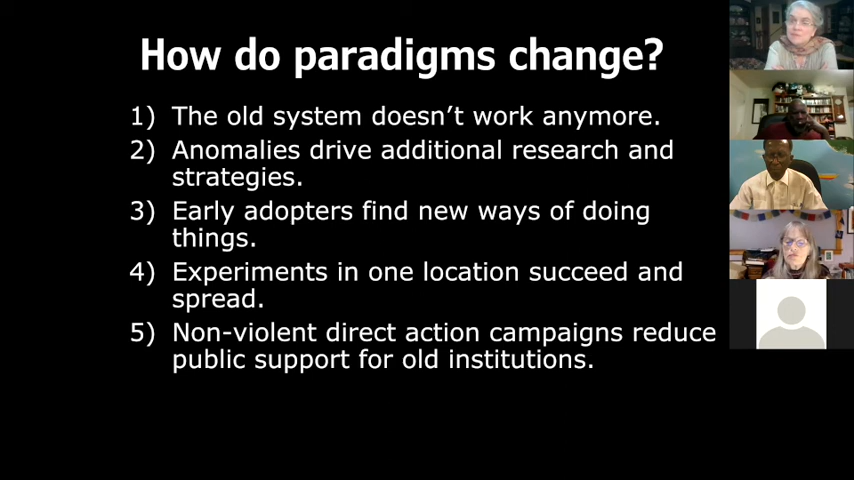 How do paradigms change?
1) The old system doesn't work anymore.
2) Anomalies drive additional research and
strategies.
3) Early adopters find new ways of doing
things.
4) Experiments in one location succeed and
spread.
5) Non-violent direct action campaigns reduce
public support for old institutions.